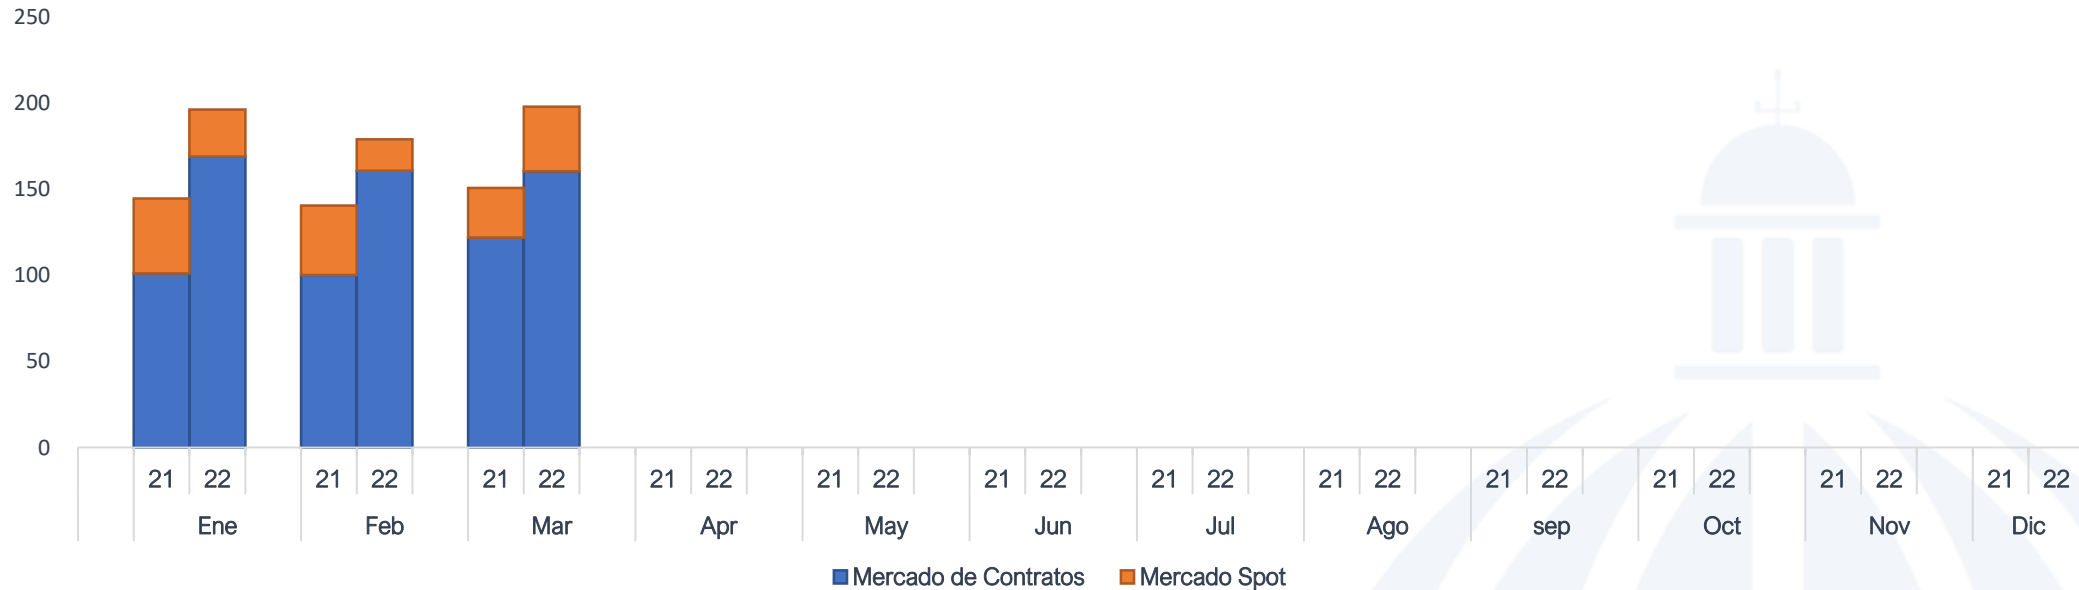 250
200
150
100
50
0
21 22 21 22 21 22 21 22 21 22 21 22 21 22 21 22 21 22 21 22 21 22 21 22
Ene Feb Mar Apr May Jun Jul Ago sep Oct Nov Dic
Mercado de Contratos Mercado Spot